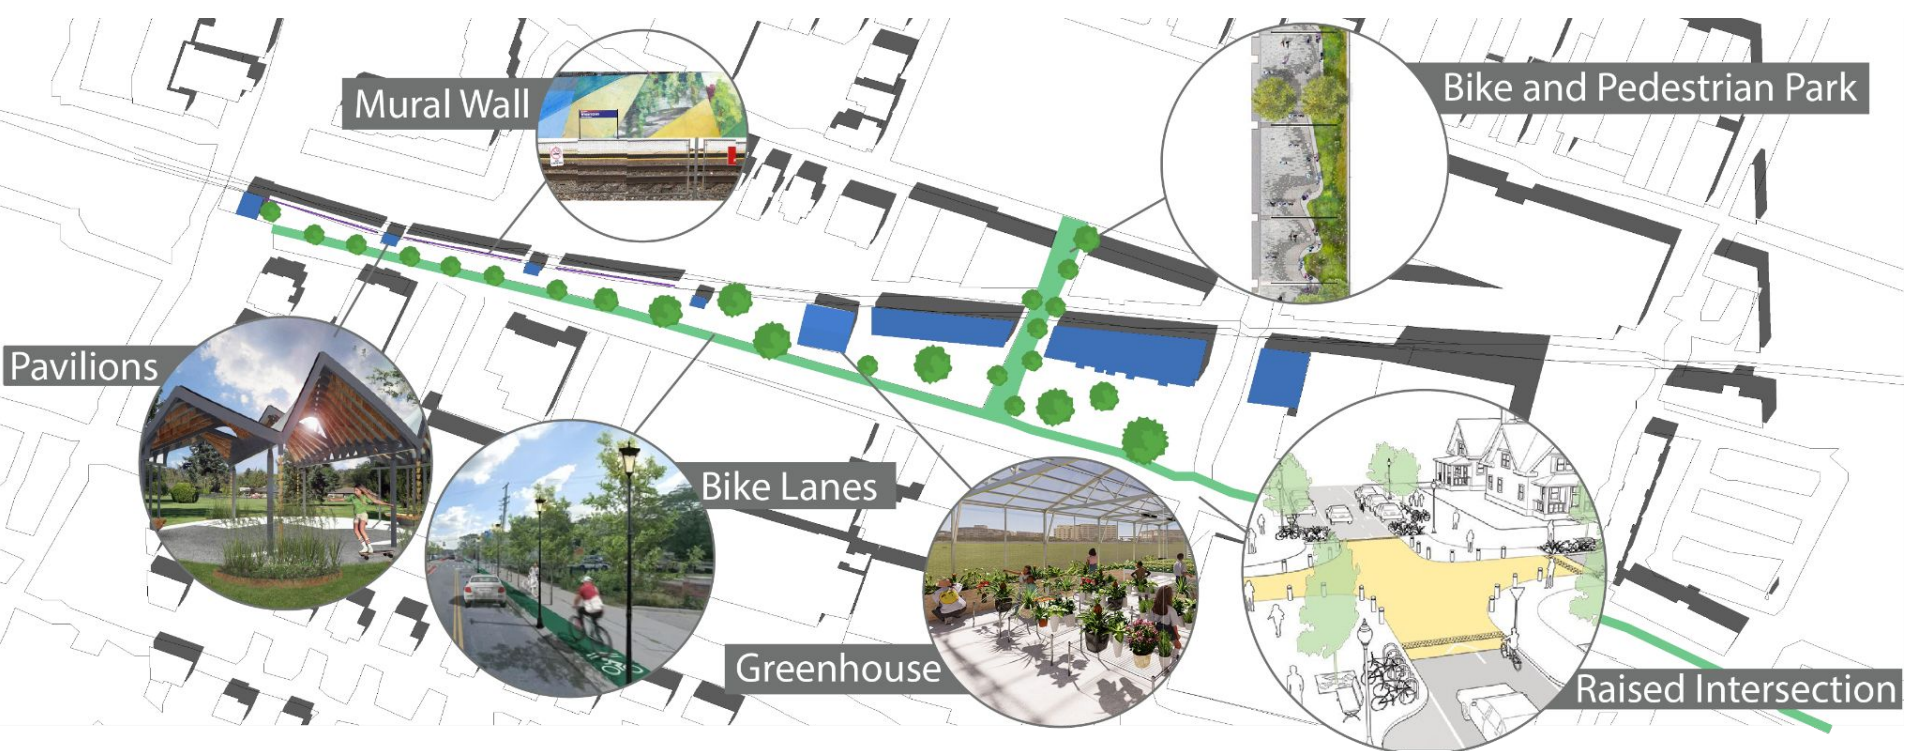 Mural Wall
Bike and Pedestrian Park
Pavilions
Bike Lanes
Greenhouse
Raised Intersection